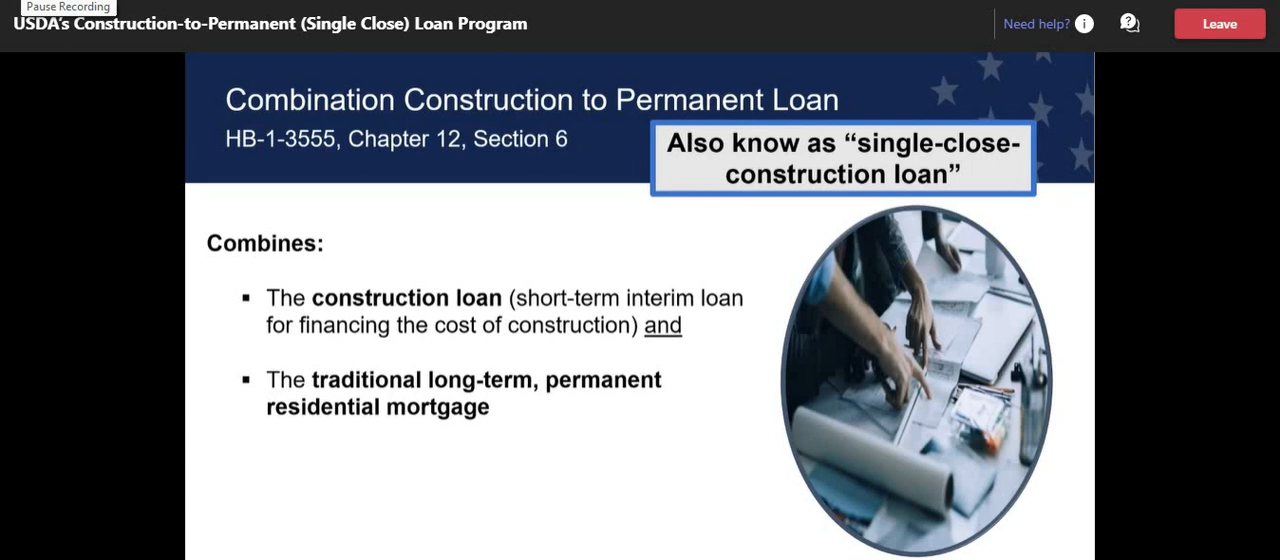 Pause Recording
USDA's Construction-to-Permanent (Single Close) Loan Program
Need help?
Leave
Combination Construction to Permanent Loan
HB-1-3555, Chapter 12, Section 6
Also know as “single-close-
construction loan”
Combines:
▪ The construction loan (short-term interim loan
for financing the cost of construction) and
▪ The traditional long-term, permanent
residential mortgage